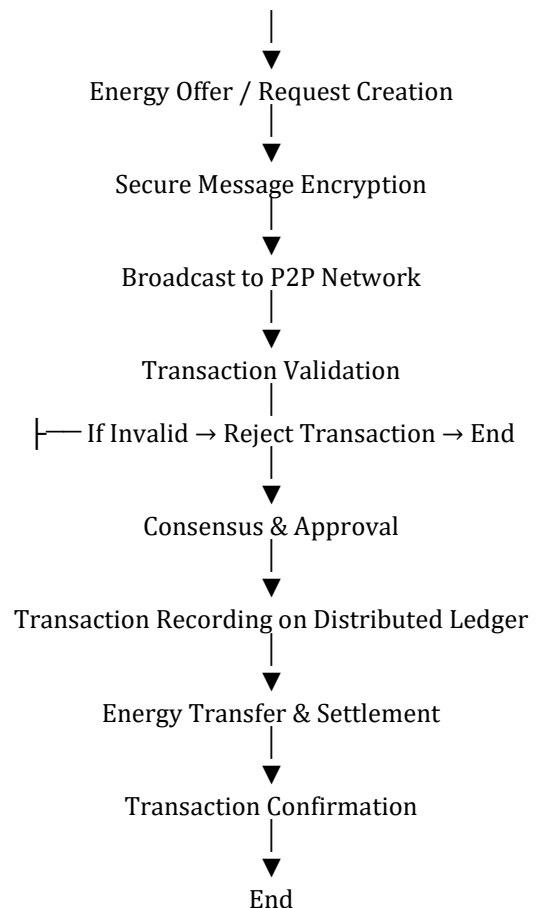 Energy Offer / Request Creation
Secure Message Encryption
Broadcast to P2P Network
Transaction Validation
├── If Invalid → Reject Transaction → End
Consensus & Approval
Transaction Recording on Distributed Ledger
Energy Transfer & Settlement
Transaction Confirmation
End